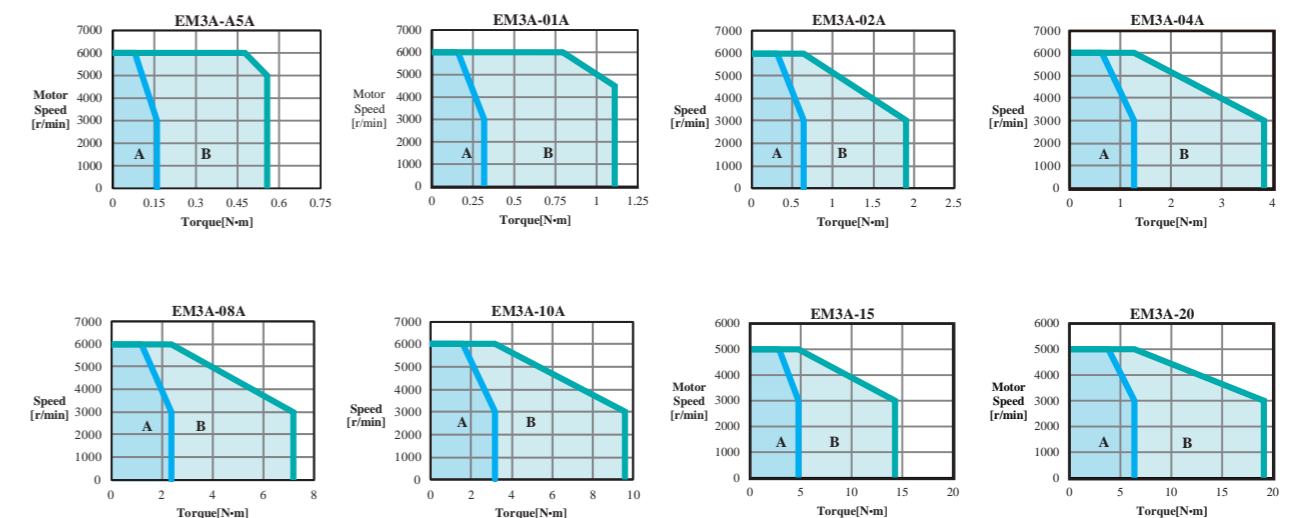 EM3A-A5A
7000
6000
5000
4000
3000
2000
1000
0
Motor
Speed
[r/min]
A
B
0 0.15 0.3 0.45 0.6 0.75
Torque[N•m]
EM3A-01A
7000
6000
5000
4000
3000
2000
1000
0
Motor
Speed
[r/min]
A
B
0 0.25 0.5 0.75 1 1.25
Torque[N•m]
EM3A-02A
7000
6000
5000
4000
3000
2000
1000
0
Speed
[r/min]
A
B
0 0.5 1 1.5 2 2.5
Torque[N•m]
EM3A-04A
7000
6000
5000
4000
3000
2000
1000
0
Speed
[r/min]
A
B
0 1 2 3 4
Torque[N•m]
EM3A-08A
7000
6000
5000
4000
3000
2000
1000
0
Speed
[r/min]
A
B
0 2 4 6 8
Torque[N•m]
EM3A-10A
7000
6000
5000
4000
3000
2000
1000
0
Speed
[r/min]
A
B
0 2 4 6 8 10
Torque[N•m]
EM3A-15
6000
5000
4000
3000
2000
1000
0
Motor
Speed
[r/min]
A
B
0 5 10 15 20
Torque[N•m]
EM3A-20
6000
5000
4000
3000
2000
1000
0
Motor
Speed
[r/min]
A
B
0 5 10 15 20
Torque[N•m]